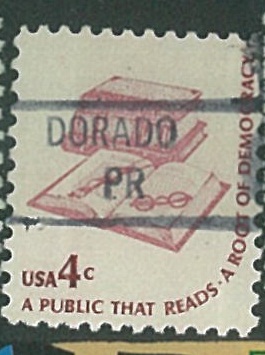 DORADO
PR
USA 4c
A PUBLIC THAT READS · A ROOT OF DEMOCRACY